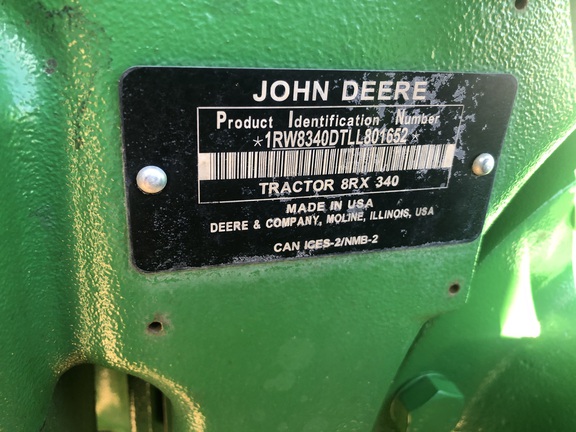 JOHN DEERE
Product Identification Number
*1RW8340DTLL801652*
TRACTOR 8RX 340
MADE IN USA
DEERE & COMPANY, MOLINE, ILLINOIS, USA
CAN ICES-2/NMB-2